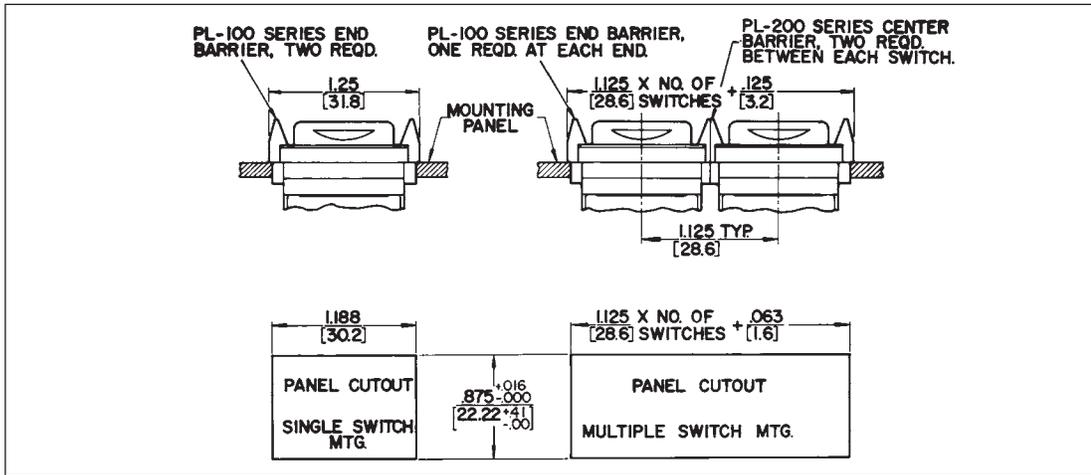 PL-100 SERIES END
BARRIER, TWO REQD.
PL-100 SERIES END BARRIER,
ONE REQD. AT EACH END.
PL-200 SERIES CENTER
BARRIER, TWO REQD.
BETWEEN EACH SWITCH.
1.25
[31.8]
1.125 X NO. OF + .125
[28.6] SWITCHES [3.2]
MOUNTING
PANEL
1.125 TYP.
[28.6]
1.188
[30.2]
1.125 X NO. OF + .063
[28.6] SWITCHES [1.6]
PANEL CUTOUT
SINGLE SWITCH
MTG.
.875 +.016 -.000
[22.22 +.41 -.00]
PANEL CUTOUT
MULTIPLE SWITCH MTG.